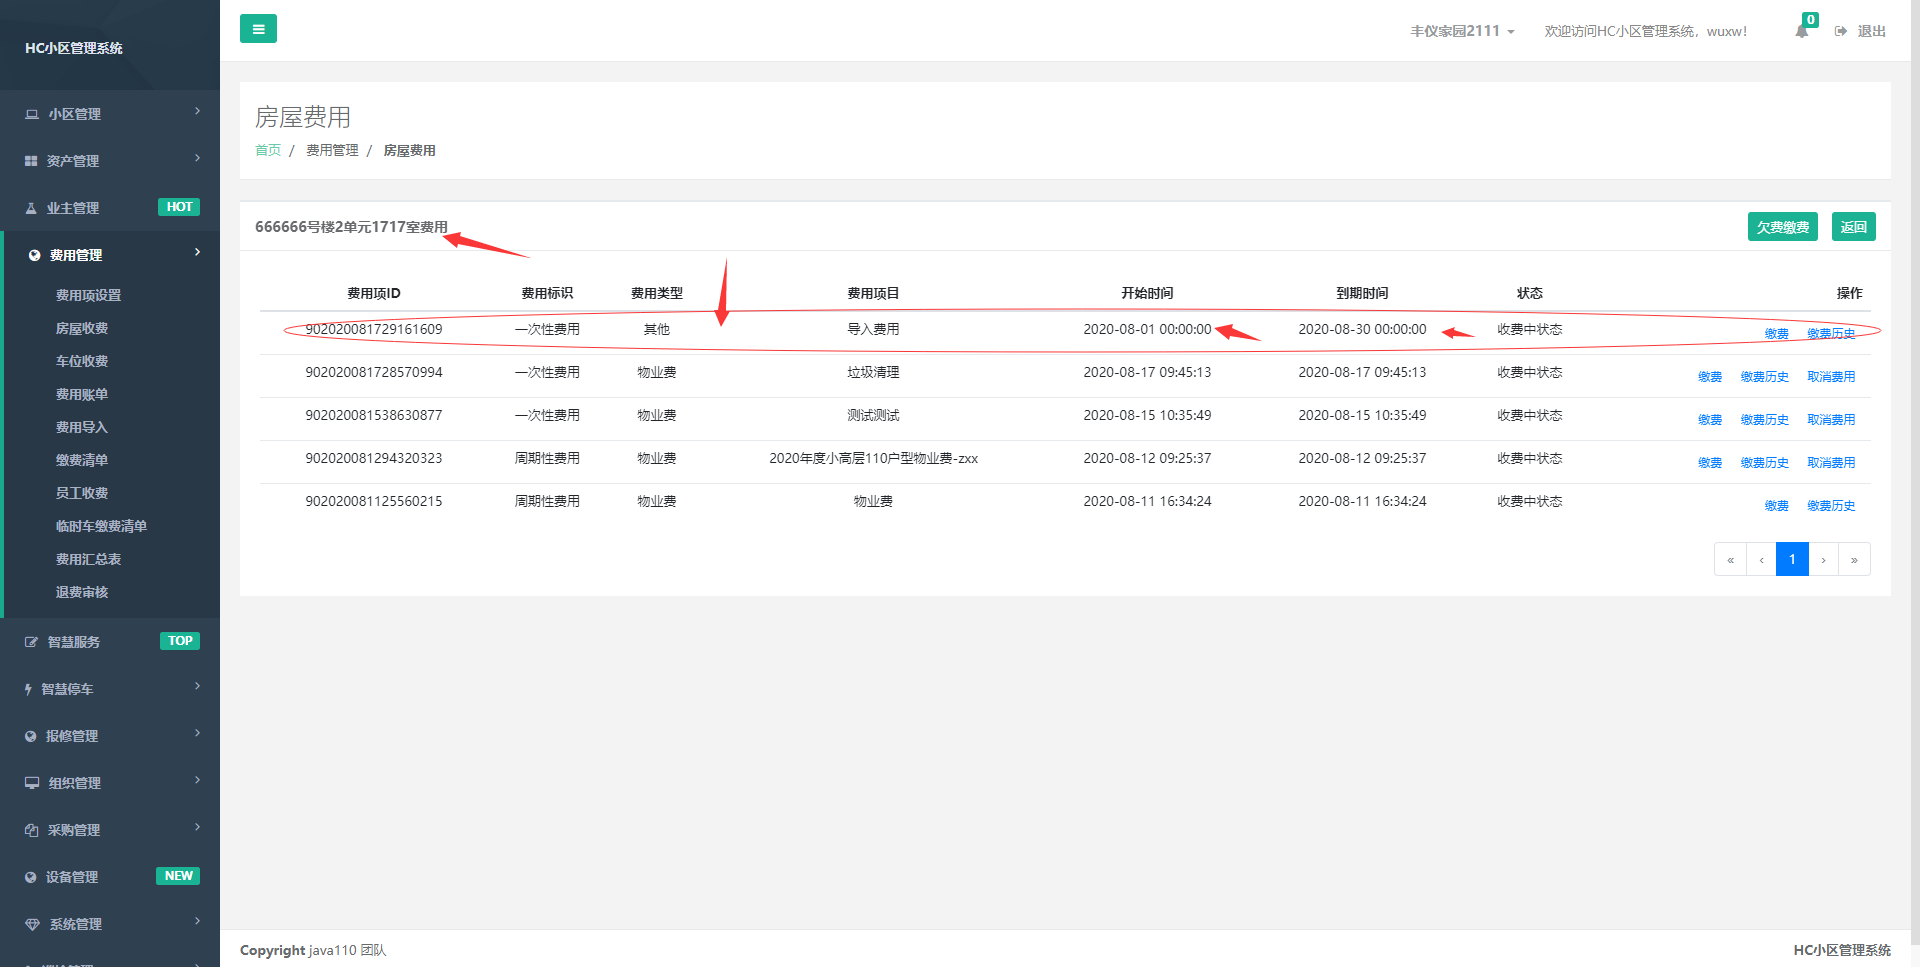 HC小区管理系统
丰仪家园2111
欢迎访问HC小区管理系统，wuxw！
0
退出
小区管理
资产管理
业主管理 HOT
费用管理
费用项设置
房屋收费
车位收费
费用账单
费用导入
缴费清单
员工收费
临时车缴费清单
费用汇总表
退费审核
智慧服务 TOP
智慧停车
报修管理
组织管理
采购管理
设备管理 NEW
系统管理
房屋费用
首页 / 费用管理 / 房屋费用
666666号楼2单元1717室费用
欠费缴费 返回
费用项ID 费用标识 费用类型 费用项目 开始时间 到期时间 状态 操作
902020081729161609 一次性费用 其他 导入费用 2020-08-01 00:00:00 2020-08-30 00:00:00 收费中状态 缴费 缴费历史
902020081728570994 一次性费用 物业费 垃圾清理 2020-08-17 09:45:13 2020-08-17 09:45:13 收费中状态 缴费 缴费历史 取消费用
902020081538630877 一次性费用 物业费 测试测试 2020-08-15 10:35:49 2020-08-15 10:35:49 收费中状态 缴费 缴费历史 取消费用
902020081294320323 周期性费用 物业费 2020年度小高层110户型物业费-zxx 2020-08-12 09:25:37 2020-08-12 09:25:37 收费中状态 缴费 缴费历史 取消费用
902020081125560215 周期性费用 物业费 物业费 2020-08-11 16:34:24 2020-08-11 16:34:24 收费中状态 缴费 缴费历史
« ‹ 1 › »
Copyright java110 团队
HC小区管理系统